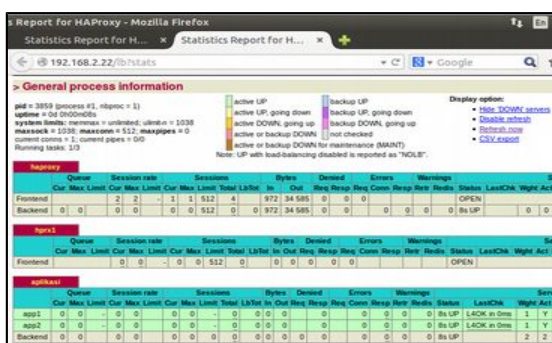 s Report for HAProxy - Mozilla Firefox
En
Statistics Report for H... × Statistics Report for H... ×
192.168.2.22/lb?stats
Google
> General process information
pid = 3859 (process #1, nbproc = 1)
uptime = 0d 0h00m08s
system limits: memmax = unlimited; ulimit-n = 1038
maxsock = 1038; maxconn = 512; maxpipes = 0
current conns = 1; current pipes = 0/0
Running tasks: 1/3
active UP backup UP
active UP, going down backup UP, going down
active DOWN, going up backup DOWN, going up
active or backup DOWN not checked
active or backup DOWN for maintenance (MAINT)
Note: UP with load-balancing disabled is reported as "NOLB".
Display option:
Hide 'DOWN' servers
Disable refresh
Refresh now
CSV export
haproxy
Queue Session rate Sessions Bytes Denied Errors Warnings
Cur Max Limit Cur Max Limit Cur Max Limit Total LbTot In Out Req Resp Req Conn Resp Retr Redis Status LastChk Wght Act
Frontend 2 2 - 1 1 512 4 972 34 585 0 0 0 OPEN
Backend 0 0 0 0 0 0 512 0 0 972 34 585 0 0 0 0 0 0 8s UP 0 0
hprx1
Queue Session rate Sessions Bytes Denied Errors Warnings
Cur Max Limit Cur Max Limit Cur Max Limit Total LbTot In Out Req Resp Req Conn Resp Retr Redis Status LastChk Wght Act
Frontend 0 0 - 0 0 512 0 0 0 0 0 0 OPEN
aplikasi
Queue Session rate Sessions Bytes Denied Errors Warnings
Cur Max Limit Cur Max Limit Cur Max Limit Total LbTot In Out Req Resp Req Conn Resp Retr Redis Status LastChk Wght Act
app1 0 0 - 0 0 0 0 - 0 0 0 0 0 0 0 0 0 8s UP L4OK in 0ms 1 Y
app2 0 0 - 0 0 0 0 - 0 0 0 0 0 0 0 0 0 8s UP L4OK in 0ms 1 Y
Backend 0 0 0 0 0 0 512 0 0 0 0 0 0 0 0 0 0 8s UP 2 2